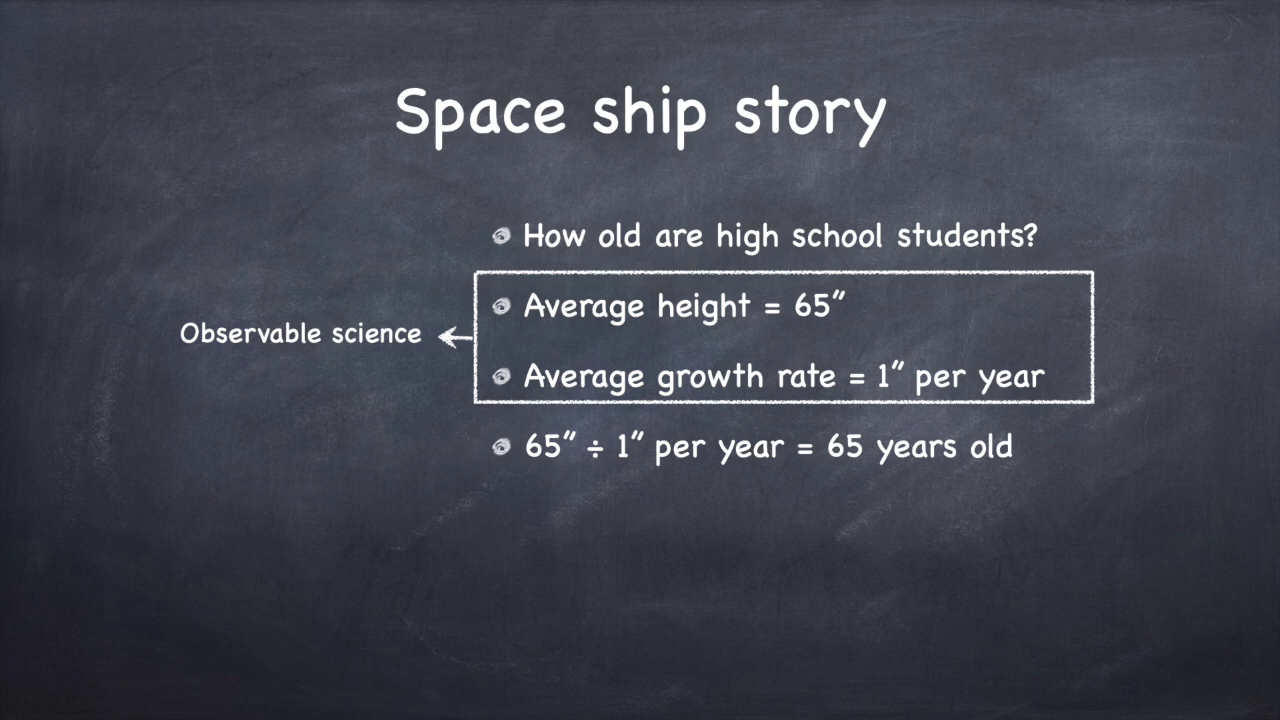 Space ship story
How old are high school students?
Average height = 65”
Observable science
Average growth rate = 1” per year
65” ÷ 1” per year = 65 years old